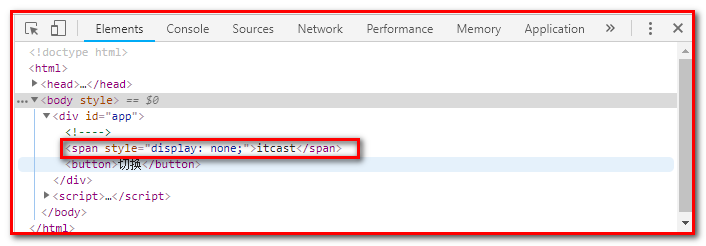 Elements Console Sources Network Performance Memory Application »
<!doctype html>
<html>
<head>…</head>
<body style> == $0
<div id="app">
<!---->
<span style="display: none;">itcast</span>
<button>切换</button>
</div>
<script>…</script>
</body>
</html>